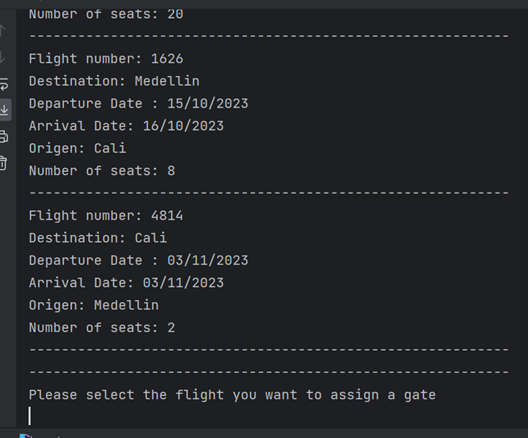 Number of seats: 20
------------------------------------------------------------
Flight number: 1626
Destination: Medellin
Departure Date : 15/10/2023
Arrival Date: 16/10/2023
Origen: Cali
Number of seats: 8
------------------------------------------------------------
Flight number: 4814
Destination: Cali
Departure Date : 03/11/2023
Arrival Date: 03/11/2023
Origen: Medellin
Number of seats: 2
------------------------------------------------------------
------------------------------------------------------------
Please select the flight you want to assign a gate